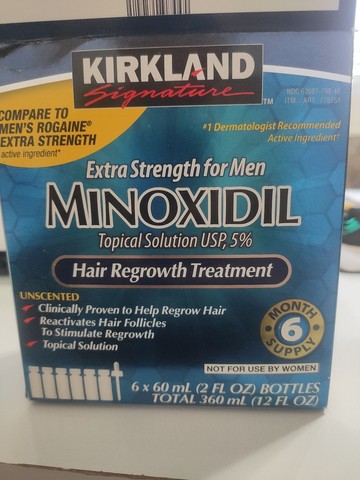 KIRKLAND
Signature™
COMPARE TO
MEN'S ROGAINE®
EXTRA STRENGTH
active ingredient*
#1 Dermatologist Recommended
Active Ingredient†
Extra Strength for Men
MINOXIDIL
Topical Solution USP, 5%
Hair Regrowth Treatment
UNSCENTED
Clinically Proven to Help Regrow Hair
Reactivates Hair Follicles
To Stimulate Regrowth
Topical Solution
6 MONTH SUPPLY
NOT FOR USE BY WOMEN
6 x 60 mL (2 FL OZ) BOTTLES
TOTAL 360 mL (12 FL OZ)